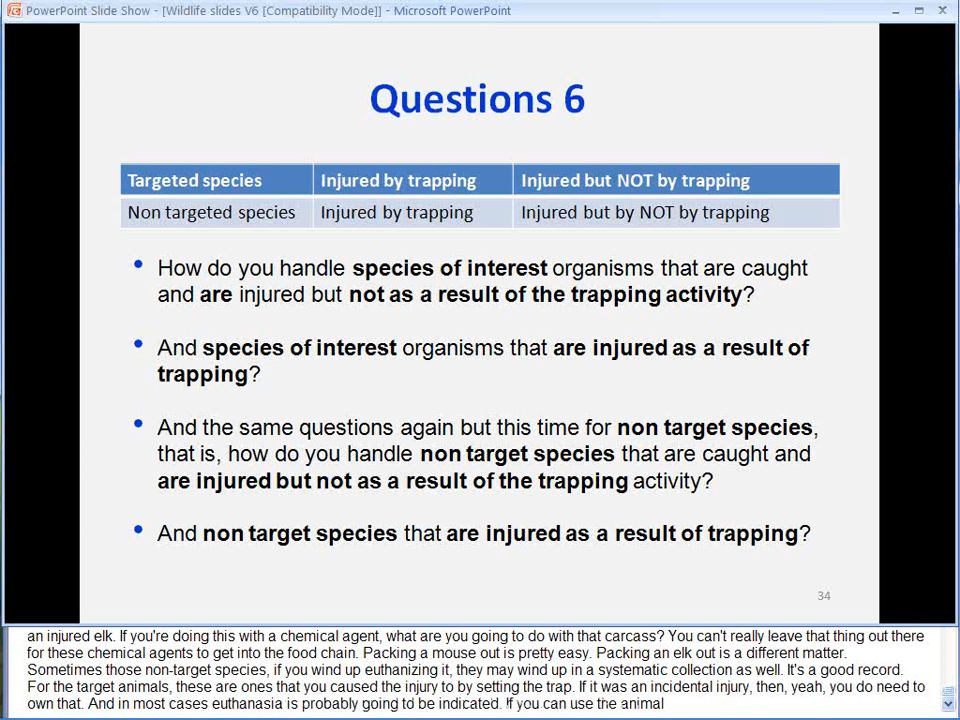 PowerPoint Slide Show - [Wildlife slides V6 [Compatibility Mode]] - Microsoft PowerPoint
Questions 6
Targeted species Injured by trapping Injured but NOT by trapping
Non targeted species Injured by trapping Injured but by NOT by trapping
• How do you handle species of interest organisms that are caught
and are injured but not as a result of the trapping activity?
• And species of interest organisms that are injured as a result of
trapping?
• And the same questions again but this time for non target species,
that is, how do you handle non target species that are caught and
are injured but not as a result of the trapping activity?
• And non target species that are injured as a result of trapping?
34
an injured elk. If you're doing this with a chemical agent, what are you going to do with that carcass? You can't really leave that thing out there
for these chemical agents to get into the food chain. Packing a mouse out is pretty easy. Packing an elk out is a different matter.
Sometimes those non-target species, if you wind up euthanizing it, they may wind up in a systematic collection as well. It's a good record.
For the target animals, these are ones that you caused the injury to by setting the trap. If it was an incidental injury, then, yeah, you do need to
own that. And in most cases euthanasia is probably going to be indicated. If you can use the animal